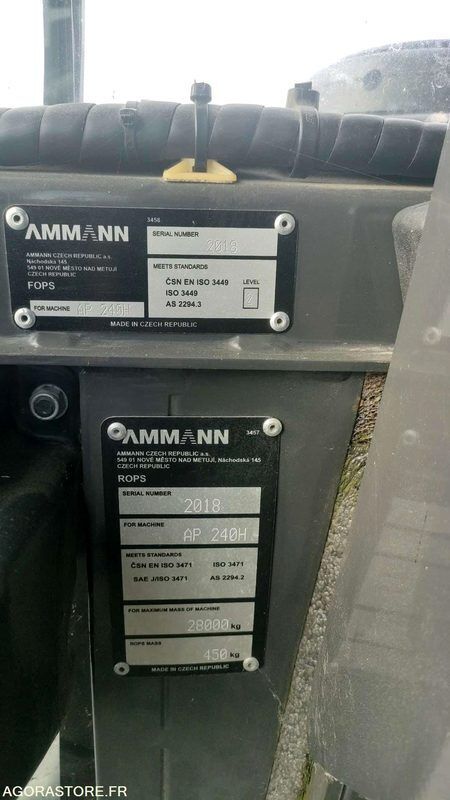 AMMANN
3456
AMMANN CZECH REPUBLIC a.s.
Náchodská 145
549 01 NOVÉ MĚSTO NAD METUJÍ
CZECH REPUBLIC
FOPS
FOR MACHINE AP 240H
SERIAL NUMBER
2018
MEETS STANDARDS
ČSN EN ISO 3449
ISO 3449
AS 2294.3
LEVEL
2
MADE IN CZECH REPUBLIC
AMMANN
3457
AMMANN CZECH REPUBLIC a.s.
549 01 NOVÉ MĚSTO NAD METUJÍ, Náchodská 145
CZECH REPUBLIC
ROPS
SERIAL NUMBER
2018
FOR MACHINE
AP 240H
MEETS STANDARDS
ČSN EN ISO 3471 ISO 3471
SAE J/ISO 3471 AS 2294.2
FOR MAXIMUM MASS OF MACHINE
28000 kg
ROPS MASS
450 kg
MADE IN CZECH REPUBLIC
AGORASTORE.FR